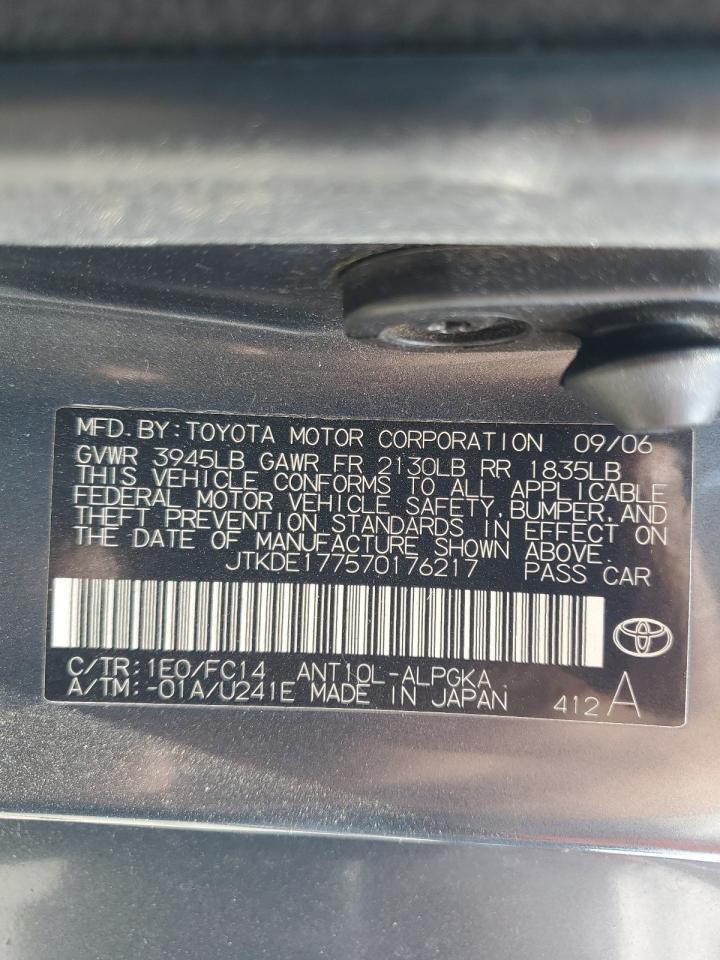 MFD. BY: TOYOTA MOTOR CORPORATION 09/06
GVWR 3945LB GAWR FR 2130LB RR 1835LB
THIS VEHICLE CONFORMS TO ALL APPLICABLE
FEDERAL MOTOR VEHICLE SAFETY, BUMPER, AND
THEFT PREVENTION STANDARDS IN EFFECT ON
THE DATE OF MANUFACTURE SHOWN ABOVE.
JTKDE177570176217 PASS CAR
C/TR: 1E0/FC14 ANT10L-ALPGKA
A/TM: -01A/U241E MADE IN JAPAN 412 A